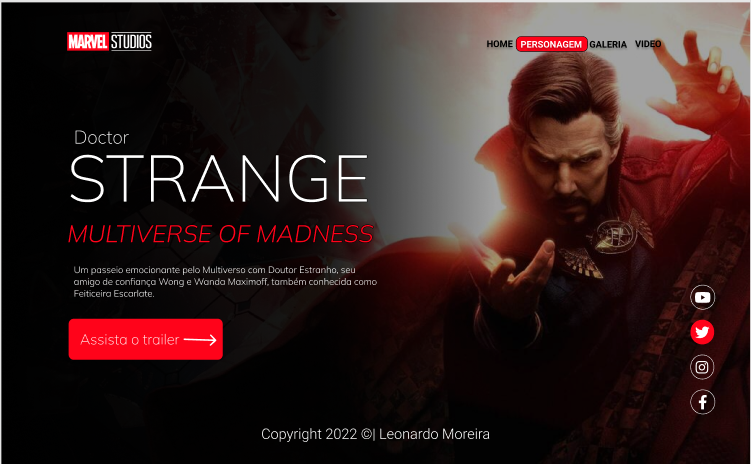 MARVEL STUDIOS
HOME PERSONAGEM GALERIA VIDEO
Doctor
STRANGE
MULTIVERSE OF MADNESS
Um passeio emocionante pelo Multiverso com Doutor Estranho, seu
amigo de confiança Wong e Wanda Maximoff, também conhecida como
Feiticeira Escarlate.
Assista o trailer
Copyright 2022 ©| Leonardo Moreira